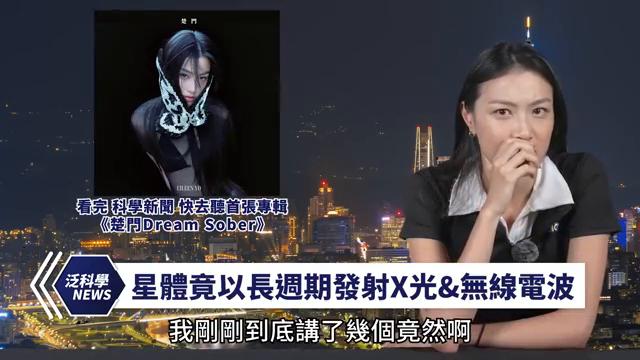 楚門
EILEEN YO
看完 科學新聞 快去聽首張專輯
《楚門Dream Sober》
泛科學
NEWS
星體竟以長週期發射X光&無線電波
我剛剛到底講了幾個竟然啊